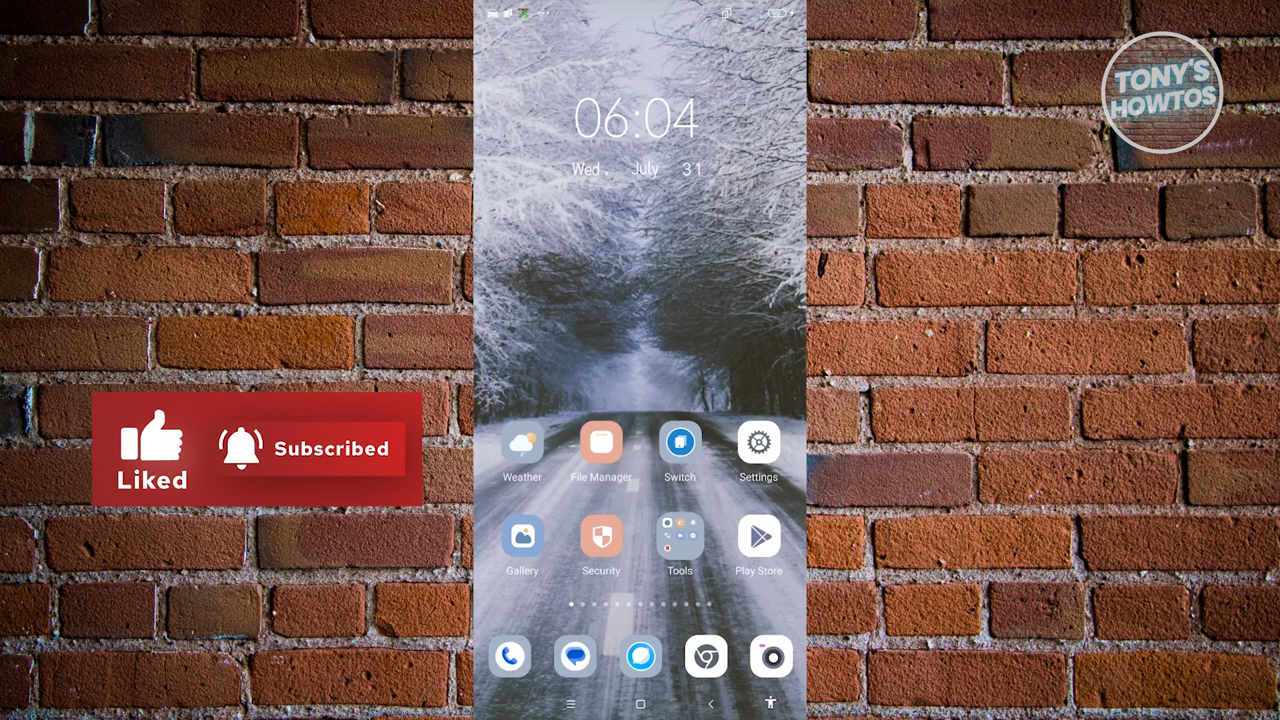 TONY'S
HOWTOS
06:04
Wed, July 31
Weather File Manager Switch Settings
Gallery Security Tools Play Store
Liked
Subscribed